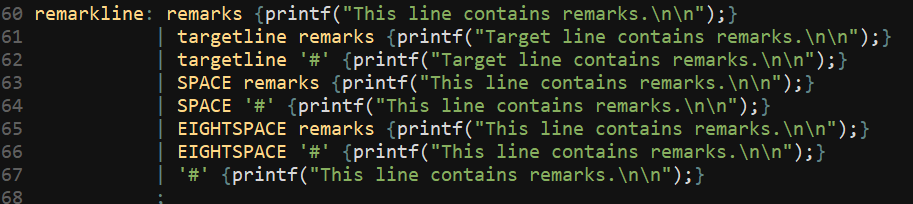 60 remarkline: remarks {printf("This line contains remarks.\n\n");}
61 | targetline remarks {printf("Target line contains remarks.\n\n");}
62 | targetline '#' {printf("Target line contains remarks.\n\n");}
63 | SPACE remarks {printf("This line contains remarks.\n\n");}
64 | SPACE '#' {printf("This line contains remarks.\n\n");}
65 | EIGHTSPACE remarks {printf("This line contains remarks.\n\n");}
66 | EIGHTSPACE '#' {printf("This line contains remarks.\n\n");}
67 | '#' {printf("This line contains remarks.\n\n");}
68 ;